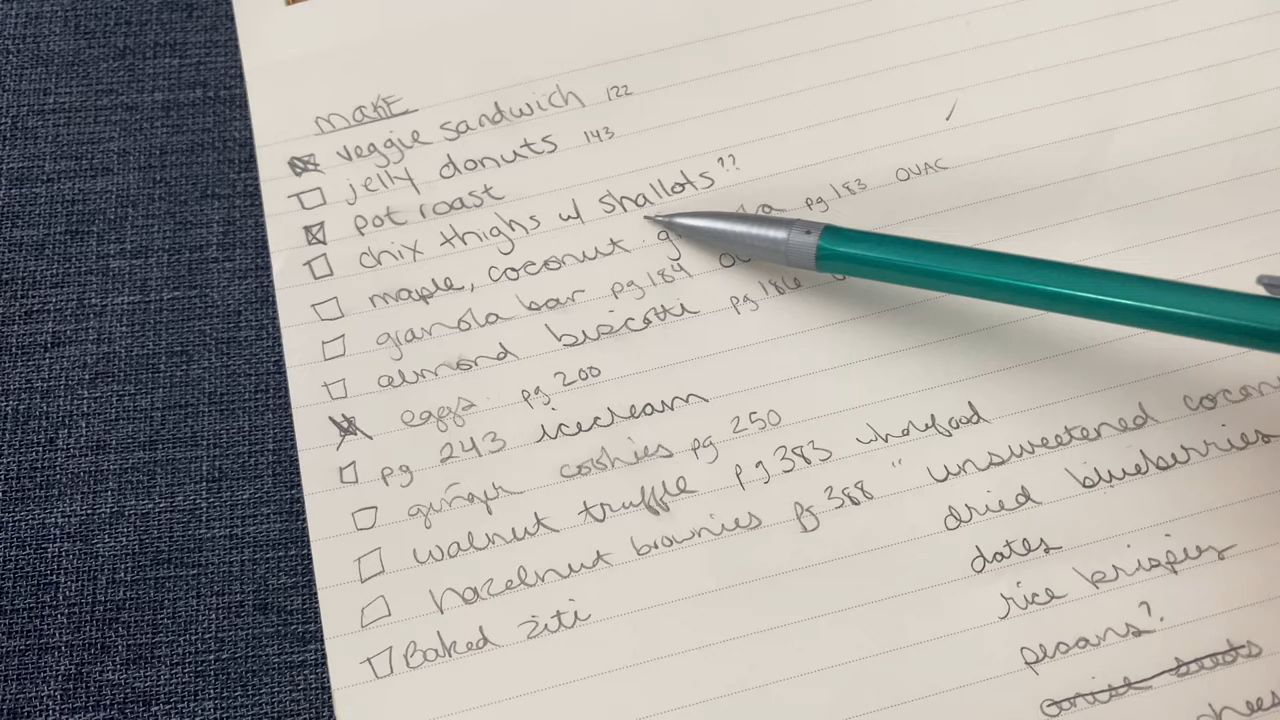 MAKE
veggie sandwich 122
jelly donuts 143
pot roast
chix thighs w/ shallots??
maple, coconut pg 183 OVAC
granola bar pg 184
almond biscotti pg 186
eggs pg 200
pg 243 icecream
ginger cookies pg 250
walnut truffle pg 383 wholefood
hazelnut brownies pg 388 "
Baked ziti
unsweetened
dried blueberries
dates
rice krispies
pecans?